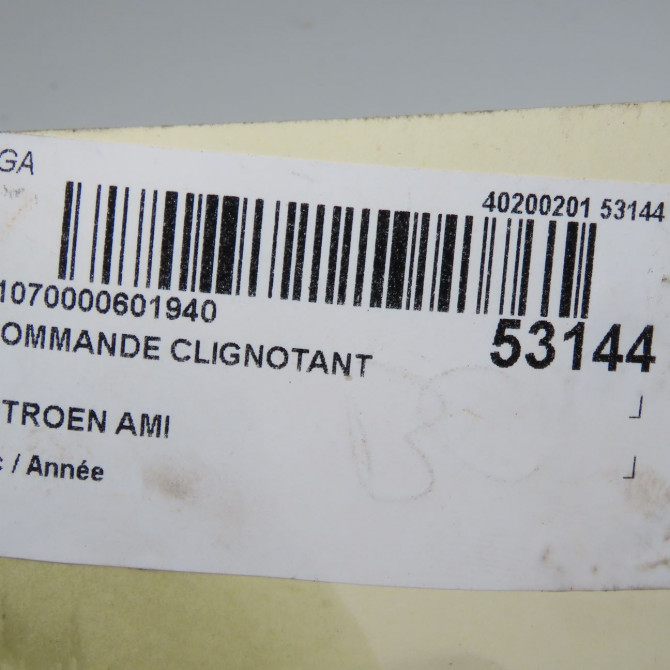 GA
40200201 53144
1070000601940
53144
OMMANDE CLIGNOTANT
TROEN AMI
/ Année